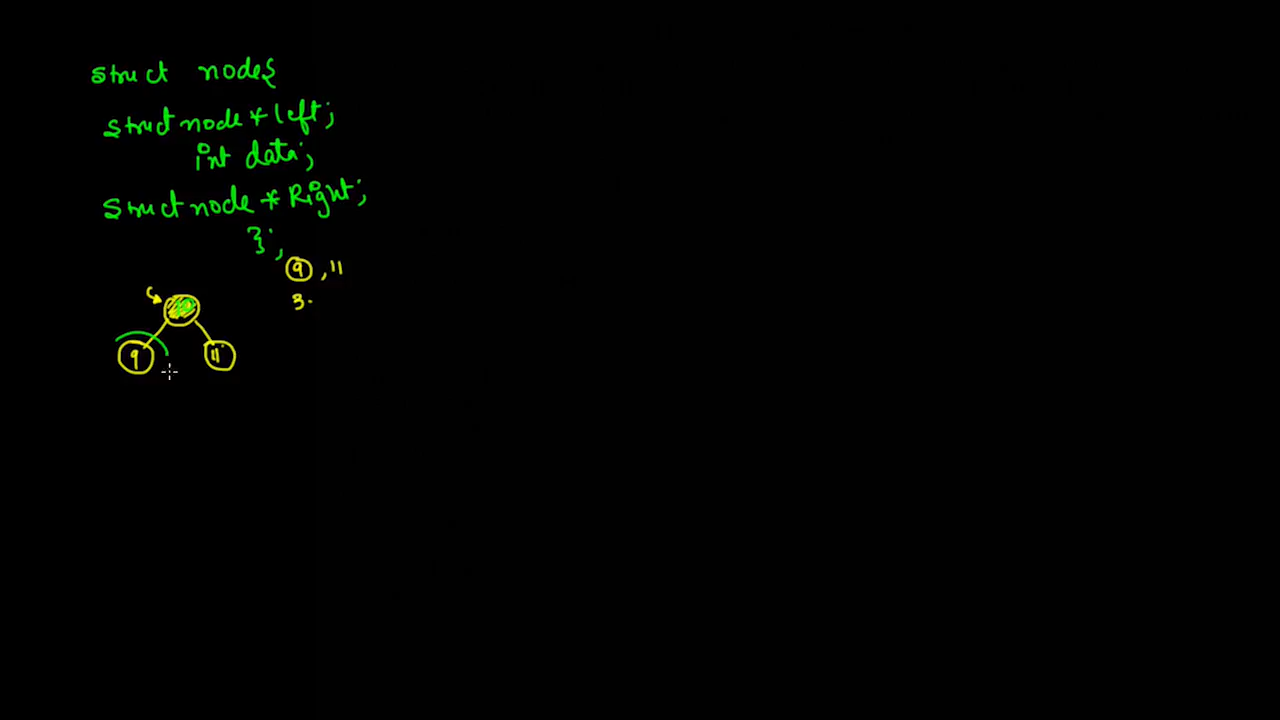 struct node{
struct node * left;
int data;
struct node * Right;
};
9 , 11
3.
9 11